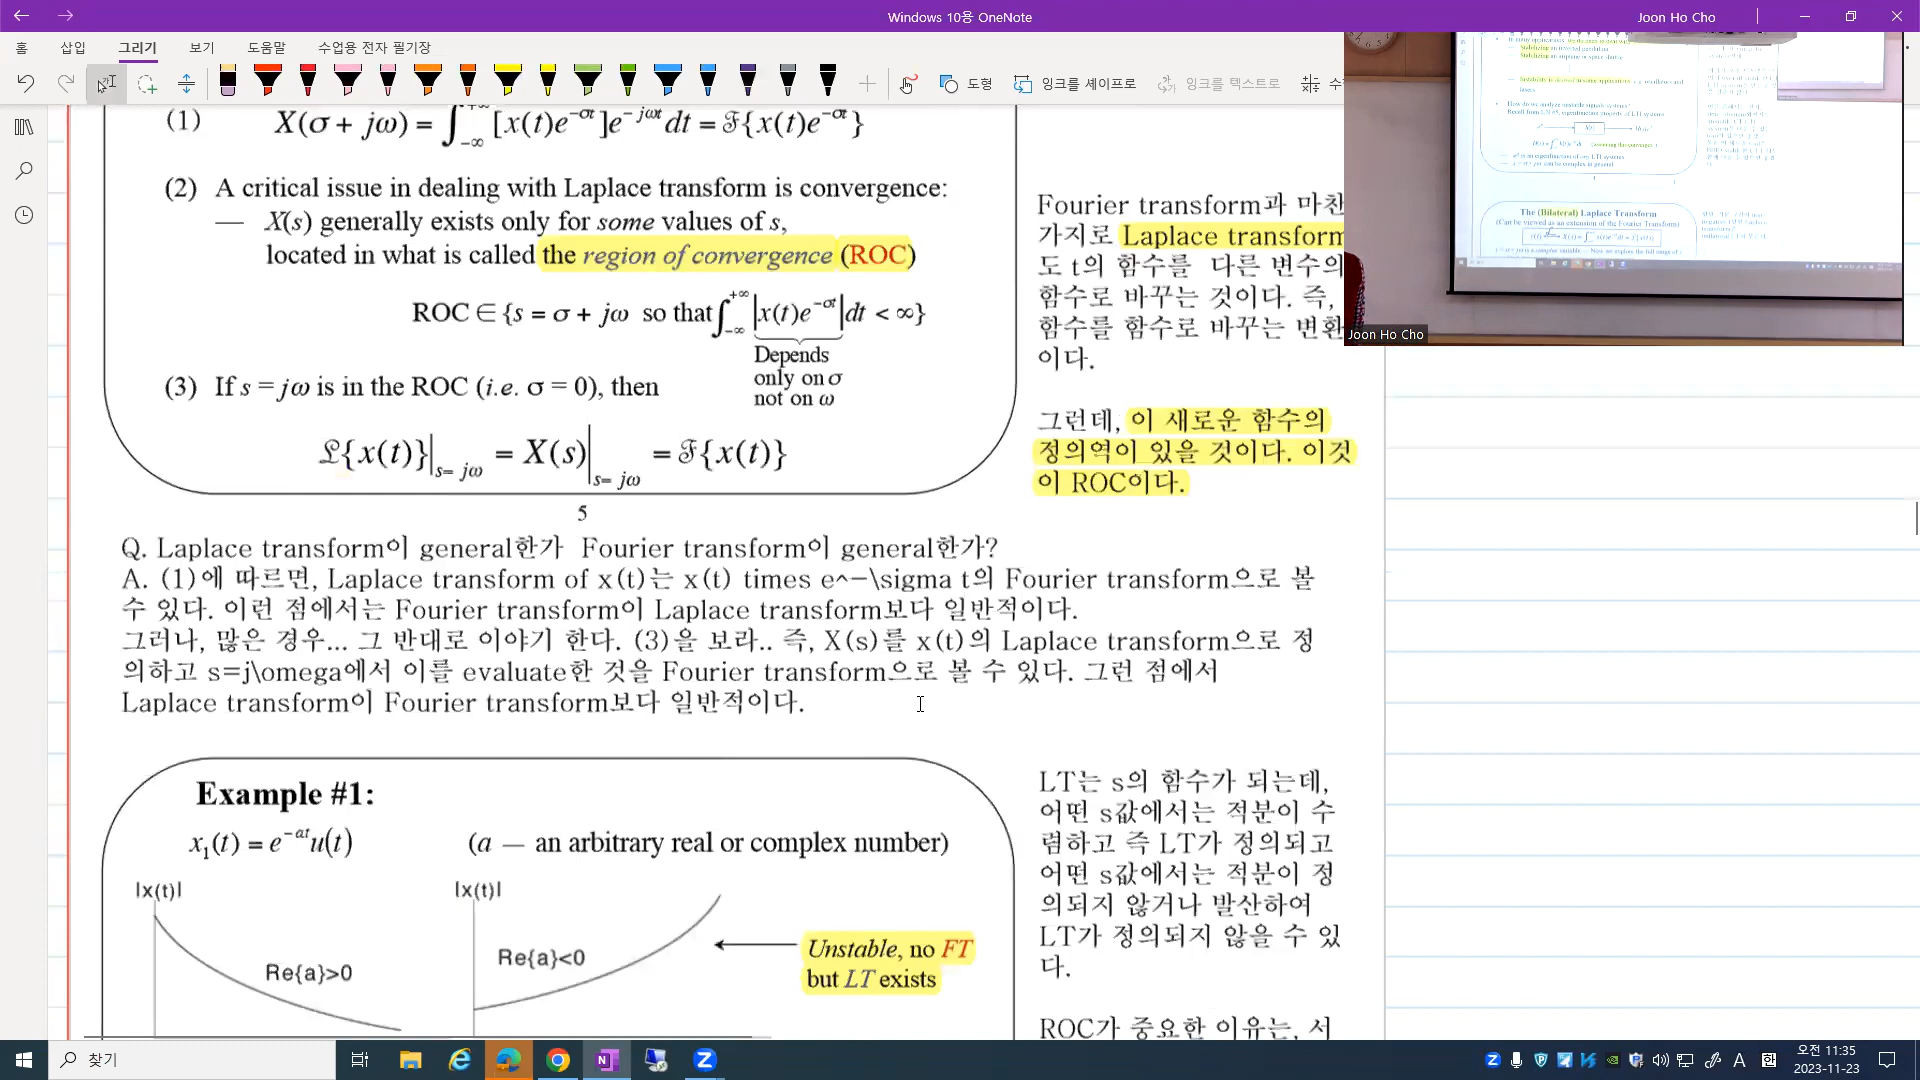 Windows 10용 OneNote
Joon Ho Cho
홈 삽입 그리기 보기 도움말 수업용 전자 필기장
도형 잉크를 셰이프로 잉크를 텍스트로
(1) X(σ + jω) = ∫_{−∞}^{+∞} [x(t)e^{−σt}]e^{−jωt} dt = ℱ{x(t)e^{−σt}}
(2) A critical issue in dealing with Laplace transform is convergence:
— X(s) generally exists only for some values of s,
located in what is called the region of convergence (ROC)
ROC ∈ {s = σ + jω so that ∫_{−∞}^{+∞} |x(t)e^{−σt}| dt < ∞}
Depends
only on σ
not on ω
(3) If s = jω is in the ROC (i.e. σ = 0), then
𝔏{x(t)}|_{s= jω} = X(s)|_{s= jω} = ℱ{x(t)}
5
Fourier transform과 마찬
가지로 Laplace transform
도 t의 함수를 다른 변수의
함수로 바꾸는 것이다. 즉,
함수를 함수로 바꾸는 변환
이다.
그런데, 이 새로운 함수의
정의역이 있을 것이다. 이것
이 ROC이다.
Q. Laplace transform이 general한가 Fourier transform이 general한가?
A. (1)에 따르면, Laplace transform of x(t)는 x(t) times e^-\sigma t의 Fourier transform으로 볼
수 있다. 이런 점에서는 Fourier transform이 Laplace transform보다 일반적이다.
그러나, 많은 경우... 그 반대로 이야기 한다. (3)을 보라.. 즉, X(s)를 x(t)의 Laplace transform으로 정
의하고 s=j\omega에서 이를 evaluate한 것을 Fourier transform으로 볼 수 있다. 그런 점에서
Laplace transform이 Fourier transform보다 일반적이다.
Example #1:
x₁(t) = e^{−at}u(t) (a — an arbitrary real or complex number)
|x(t)| |x(t)|
Re{a}>0
Re{a}<0
Unstable, no FT
but LT exists
LT는 s의 함수가 되는데,
어떤 s값에서는 적분이 수
렴하고 즉 LT가 정의되고
어떤 s값에서는 적분이 정
의되지 않거나 발산하여
LT가 정의되지 않을 수 있
다.
ROC가 중요한 이유는, 서
The (Bilateral) Laplace Transform
(Can be viewed as an extension of the Fourier Transform)
Joon Ho Cho
찾기
A 한
오전 11:35
2023-11-23